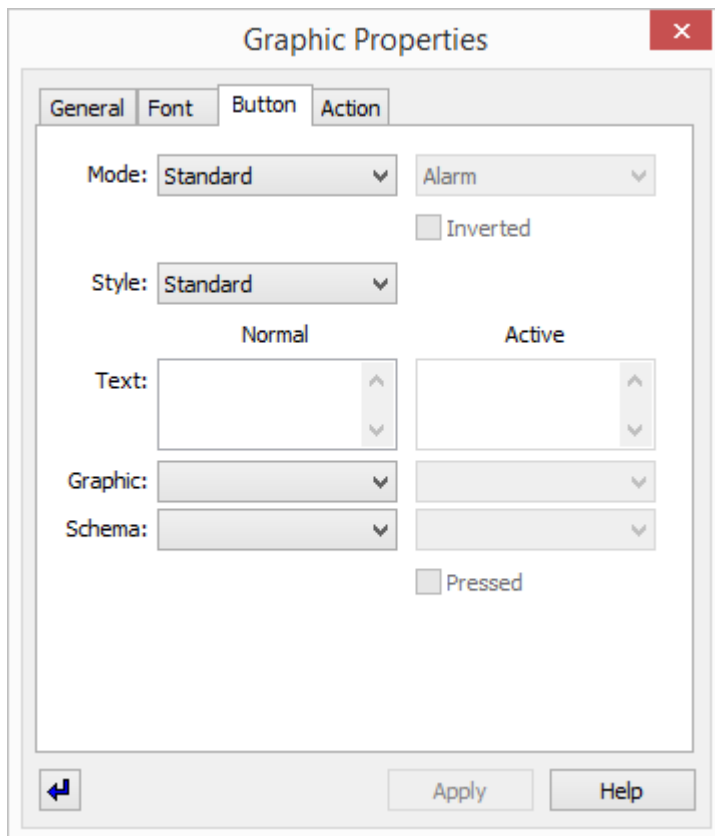 Graphic Properties
General Font Button Action
Mode: Standard Alarm
Inverted
Style: Standard
Normal Active
Text:
Graphic:
Schema:
Pressed
Apply Help